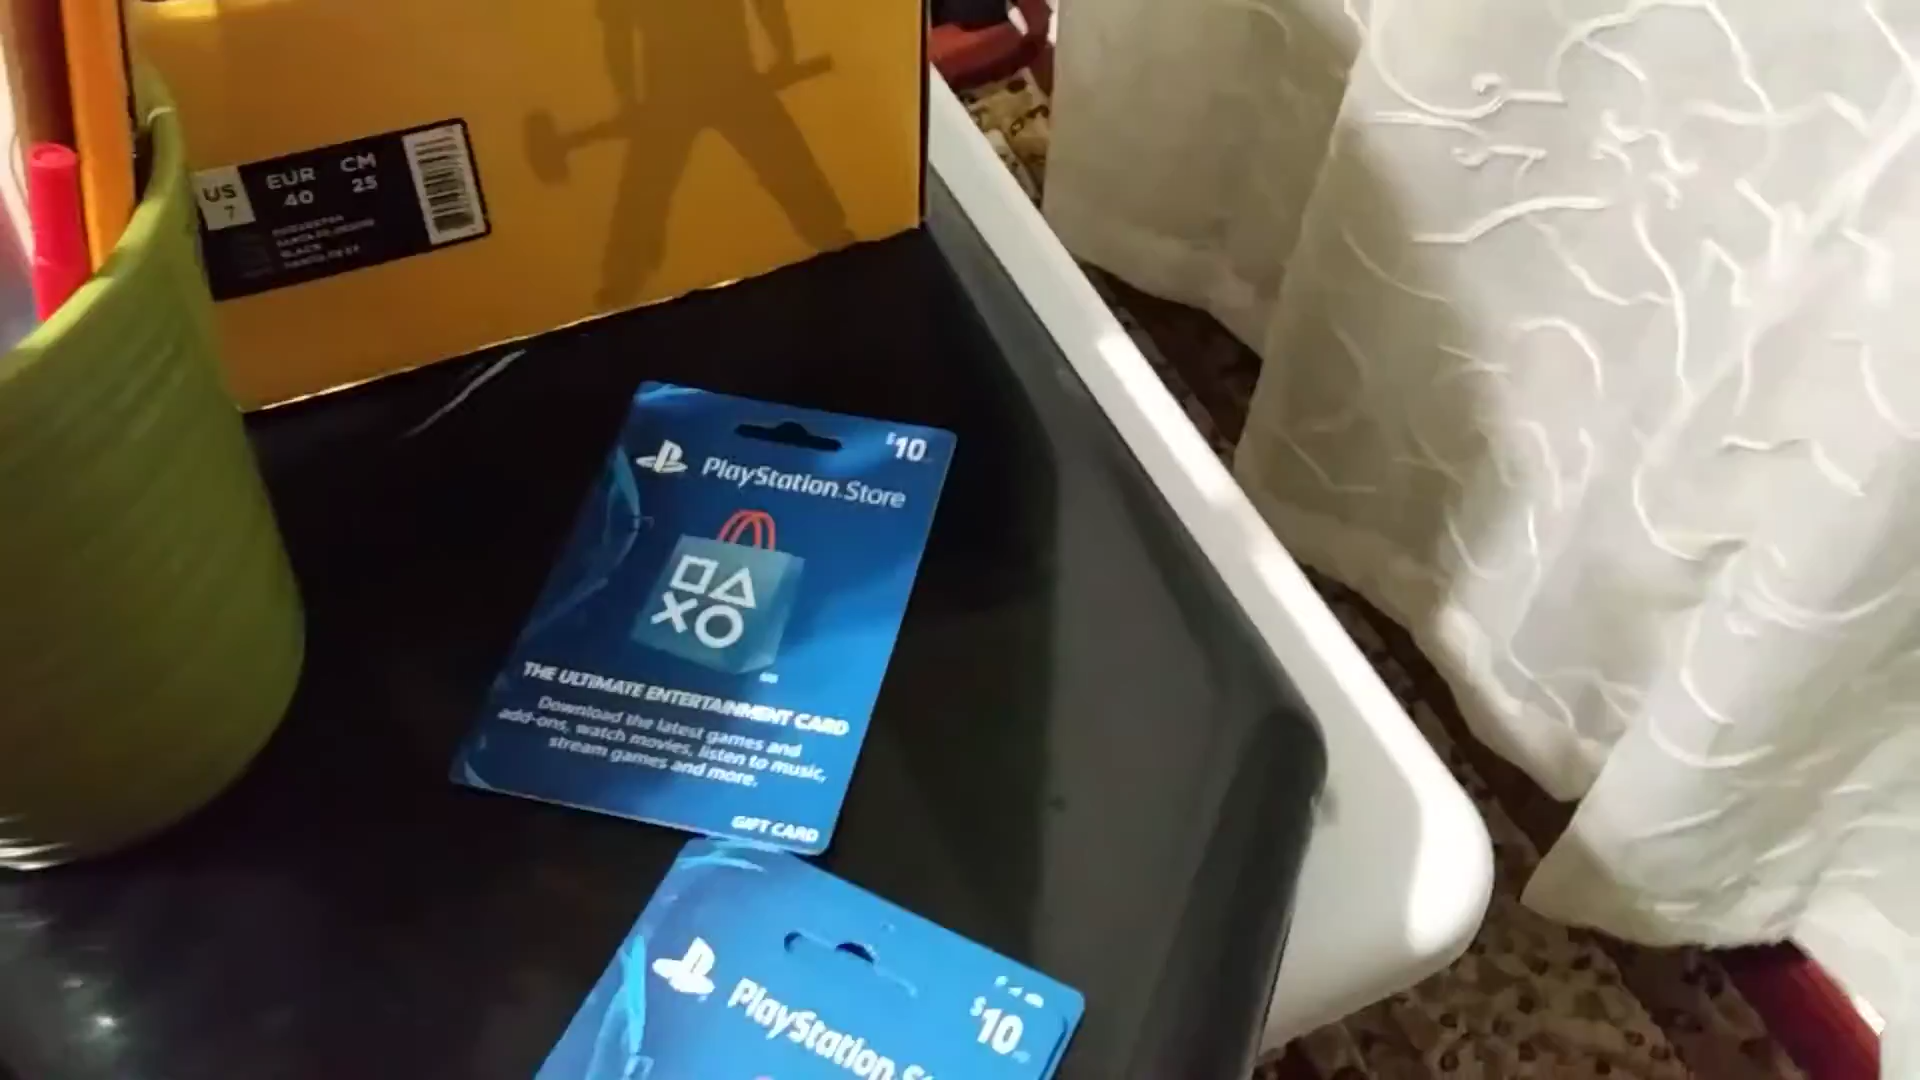 US
7
EUR
40
CM
25
BLACK
$10
PlayStation Store
THE ULTIMATE ENTERTAINMENT CARD
Download the latest games and
add-ons, watch movies, listen to music,
stream games and more.
GIFT CARD
$10
PlayStation